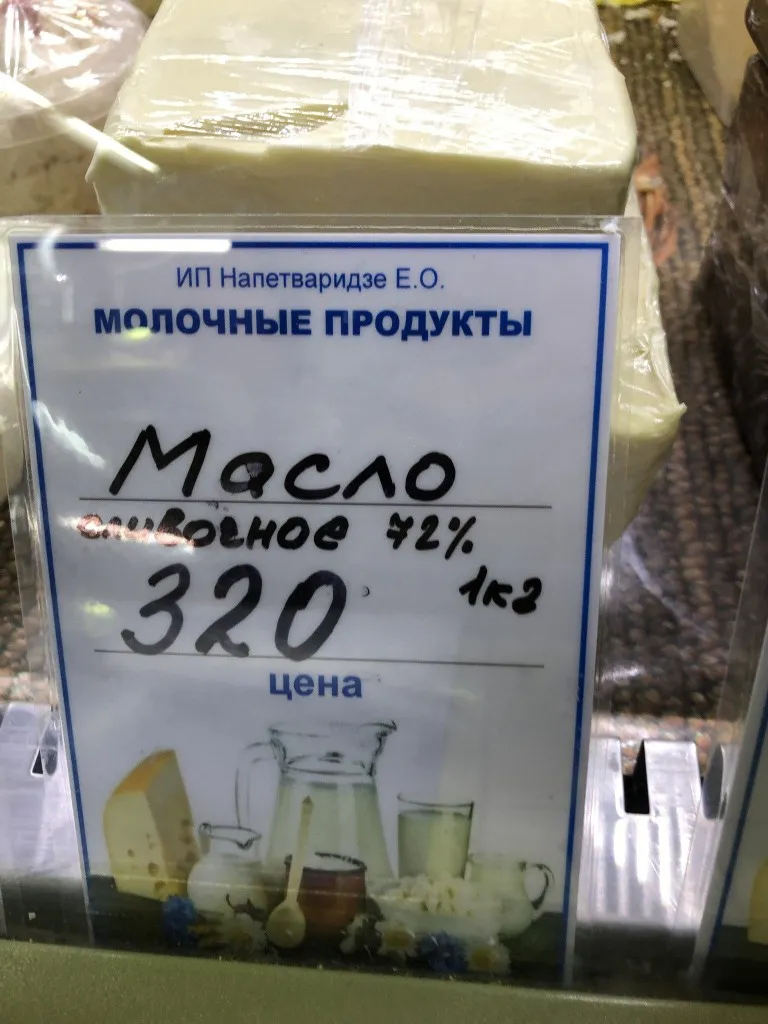 ИП Напетваридзе Е.О.
МОЛОЧНЫЕ ПРОДУКТЫ
Масло
сливочное 72%
320 1кг
цена